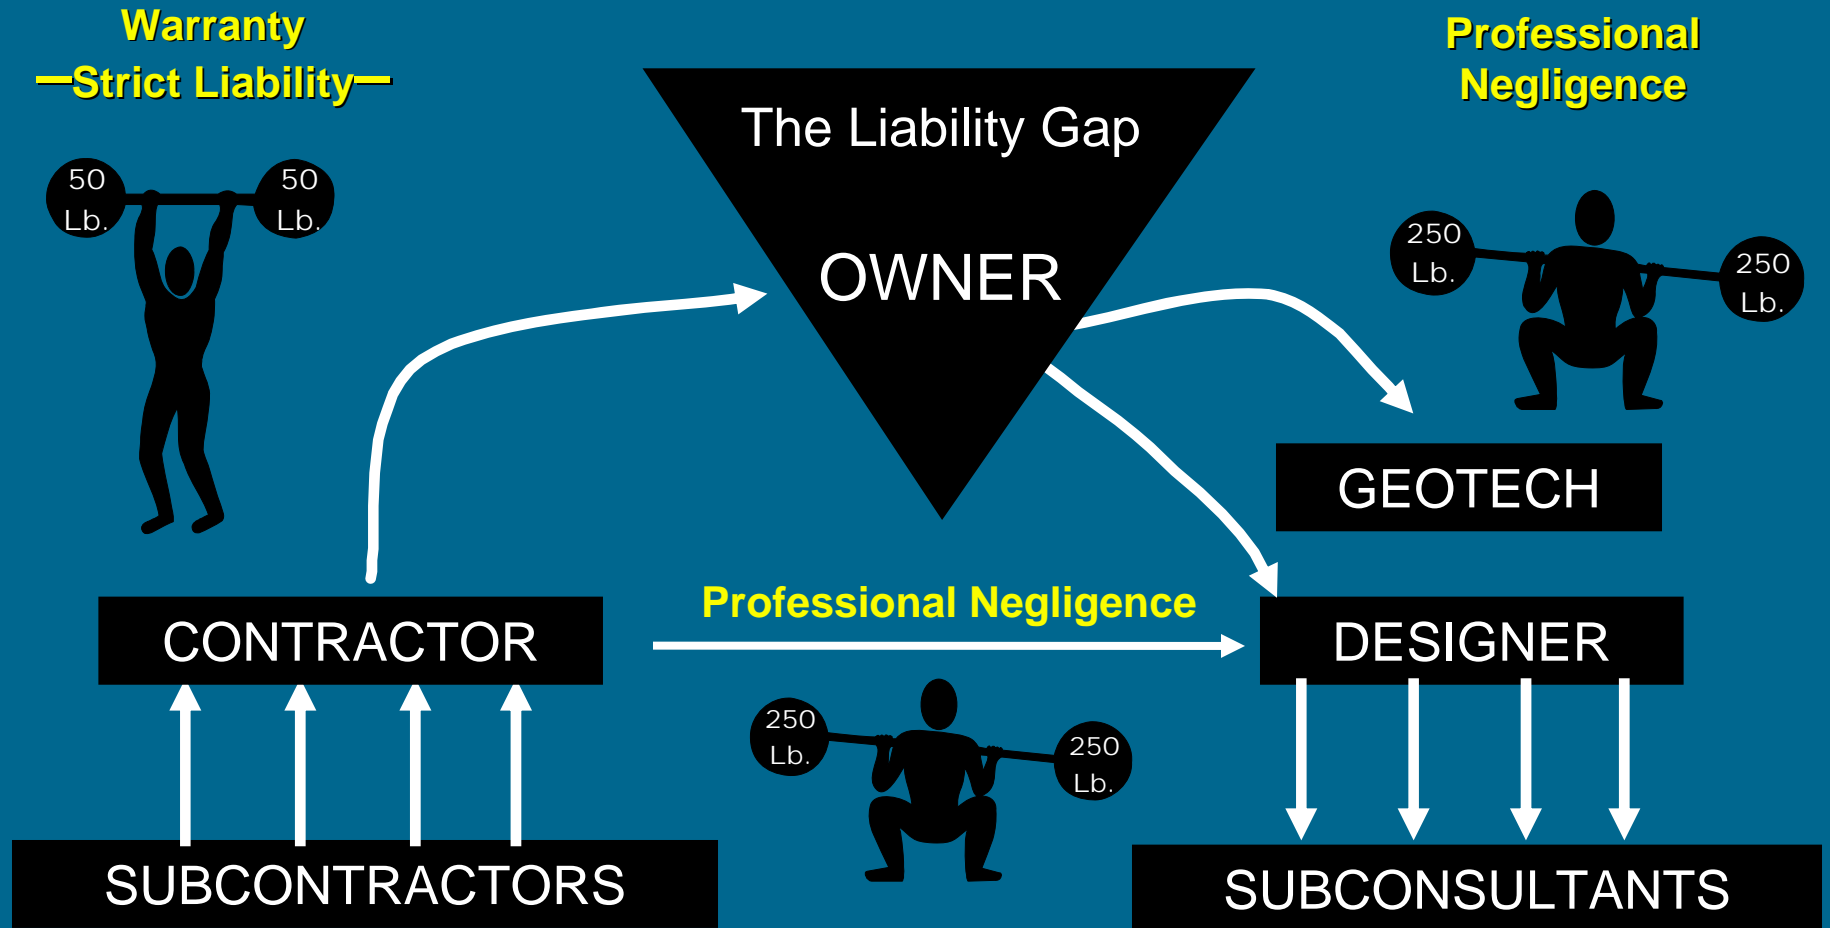 Warranty
Strict Liability
Professional
Negligence
The Liability Gap
OWNER
50
Lb.
50
Lb.
250
Lb.
250
Lb.
GEOTECH
Professional Negligence
CONTRACTOR
DESIGNER
250
Lb.
250
Lb.
SUBCONTRACTORS
SUBCONSULTANTS